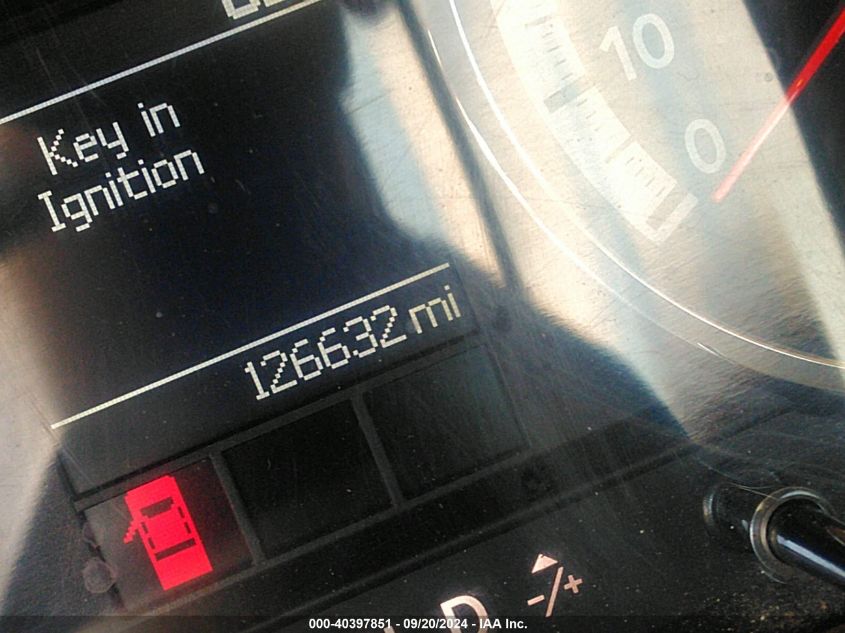 Key in
Ignition
10
0
126632 mi
D
-/+
000-40397851 - 09/20/2024 - IAA Inc.